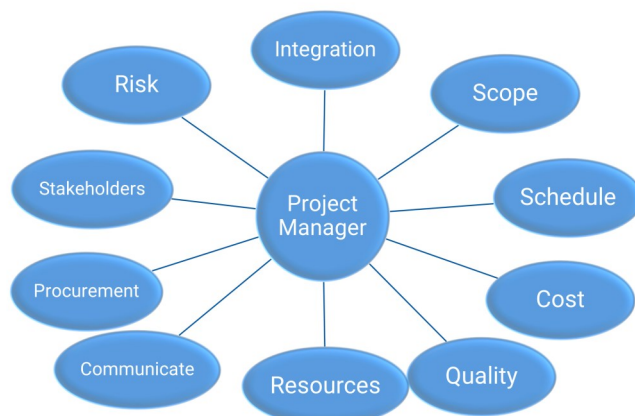 Integration
Risk
Scope
Stakeholders
Project
Manager
Schedule
Procurement
Cost
Communicate
Resources
Quality